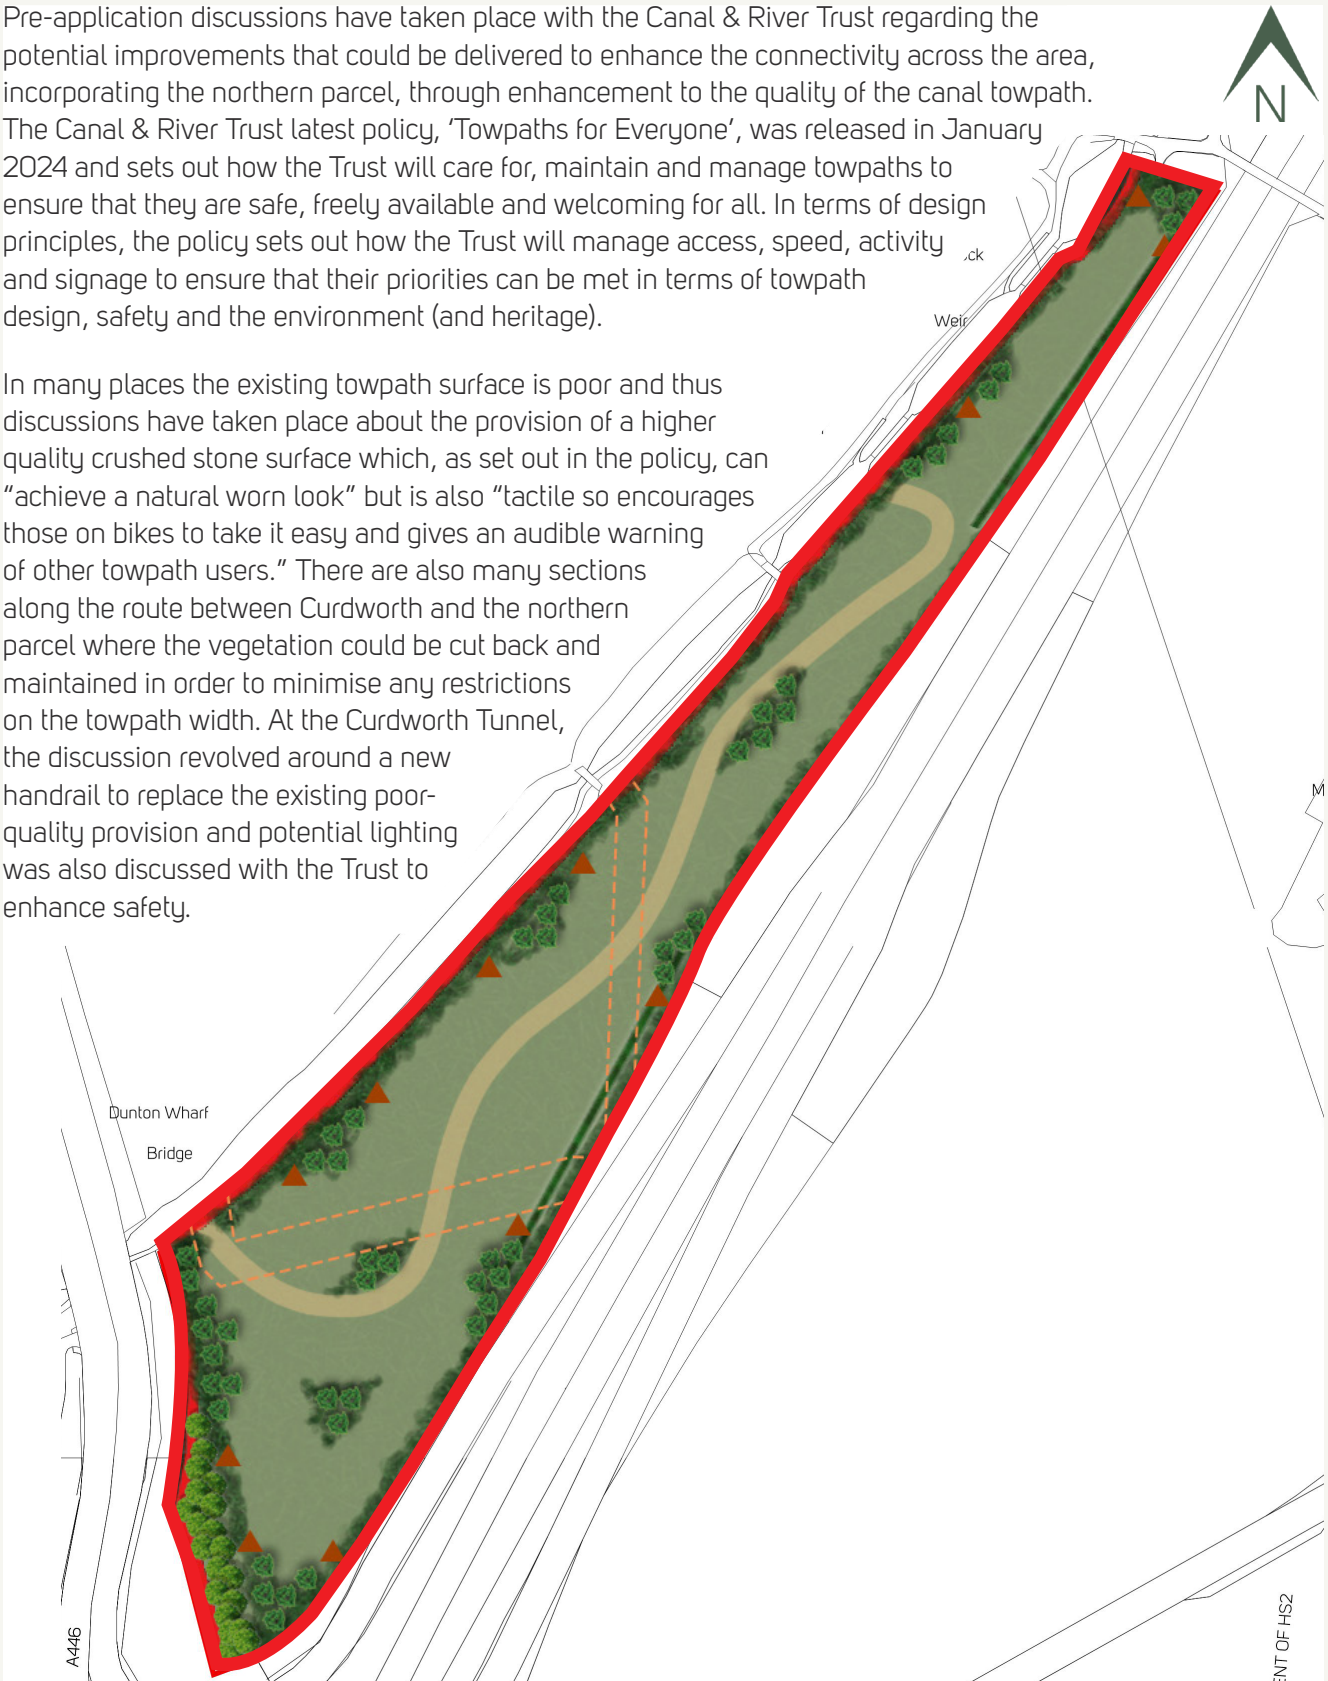 Pre-application discussions have taken place with the Canal & River Trust regarding the
potential improvements that could be delivered to enhance the connectivity across the area,
incorporating the northern parcel, through enhancement to the quality of the canal towpath.
The Canal & River Trust latest policy, ‘Towpaths for Everyone’, was released in January
2024 and sets out how the Trust will care for, maintain and manage towpaths to
ensure that they are safe, freely available and welcoming for all. In terms of design
principles, the policy sets out how the Trust will manage access, speed, activity
and signage to ensure that their priorities can be met in terms of towpath
design, safety and the environment (and heritage).
In many places the existing towpath surface is poor and thus
discussions have taken place about the provision of a higher
quality crushed stone surface which, as set out in the policy, can
“achieve a natural worn look” but is also “tactile so encourages
those on bikes to take it easy and gives an audible warning
of other towpath users.” There are also many sections
along the route between Curdworth and the northern
parcel where the vegetation could be cut back and
maintained in order to minimise any restrictions
on the towpath width. At the Curdworth Tunnel,
the discussion revolved around a new
handrail to replace the existing poor-
quality provision and potential lighting
was also discussed with the Trust to
enhance safety.
N
ck
Weir
M
Dunton Wharf
Bridge
A446
ENT OF HS2